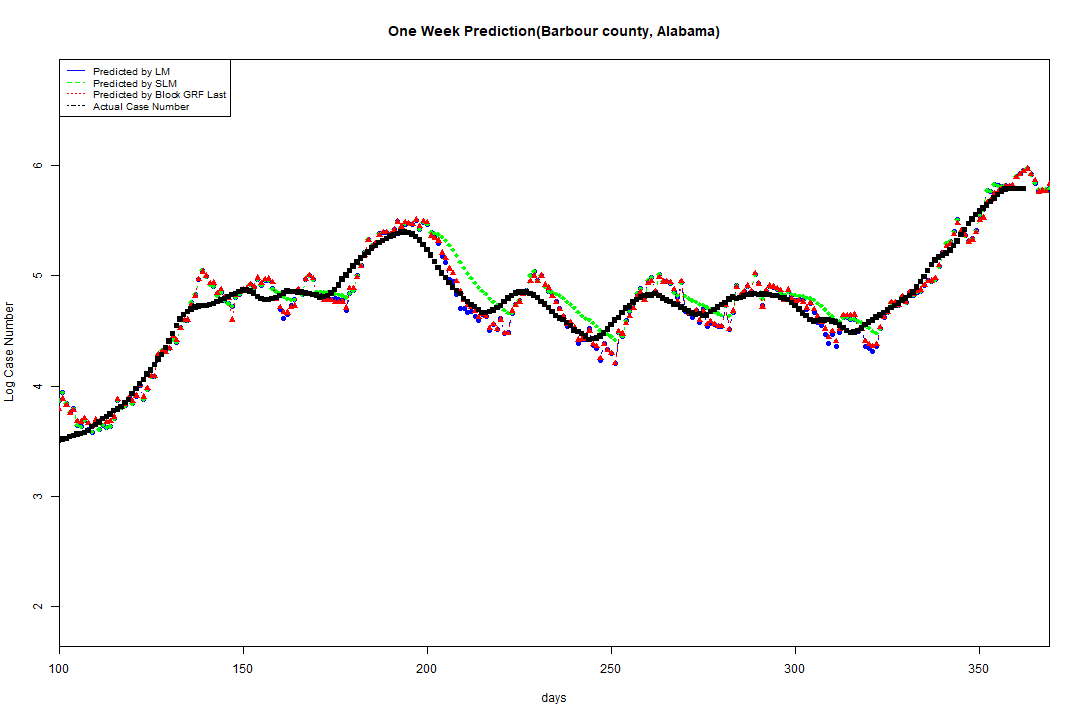 One Week Prediction(Barbour county, Alabama)
Predicted by LM
Predicted by SLM
Predicted by Block GRF Last
Actual Case Number
6
5
4
3
2
Log Case Number
100 150 200 250 300 350
days